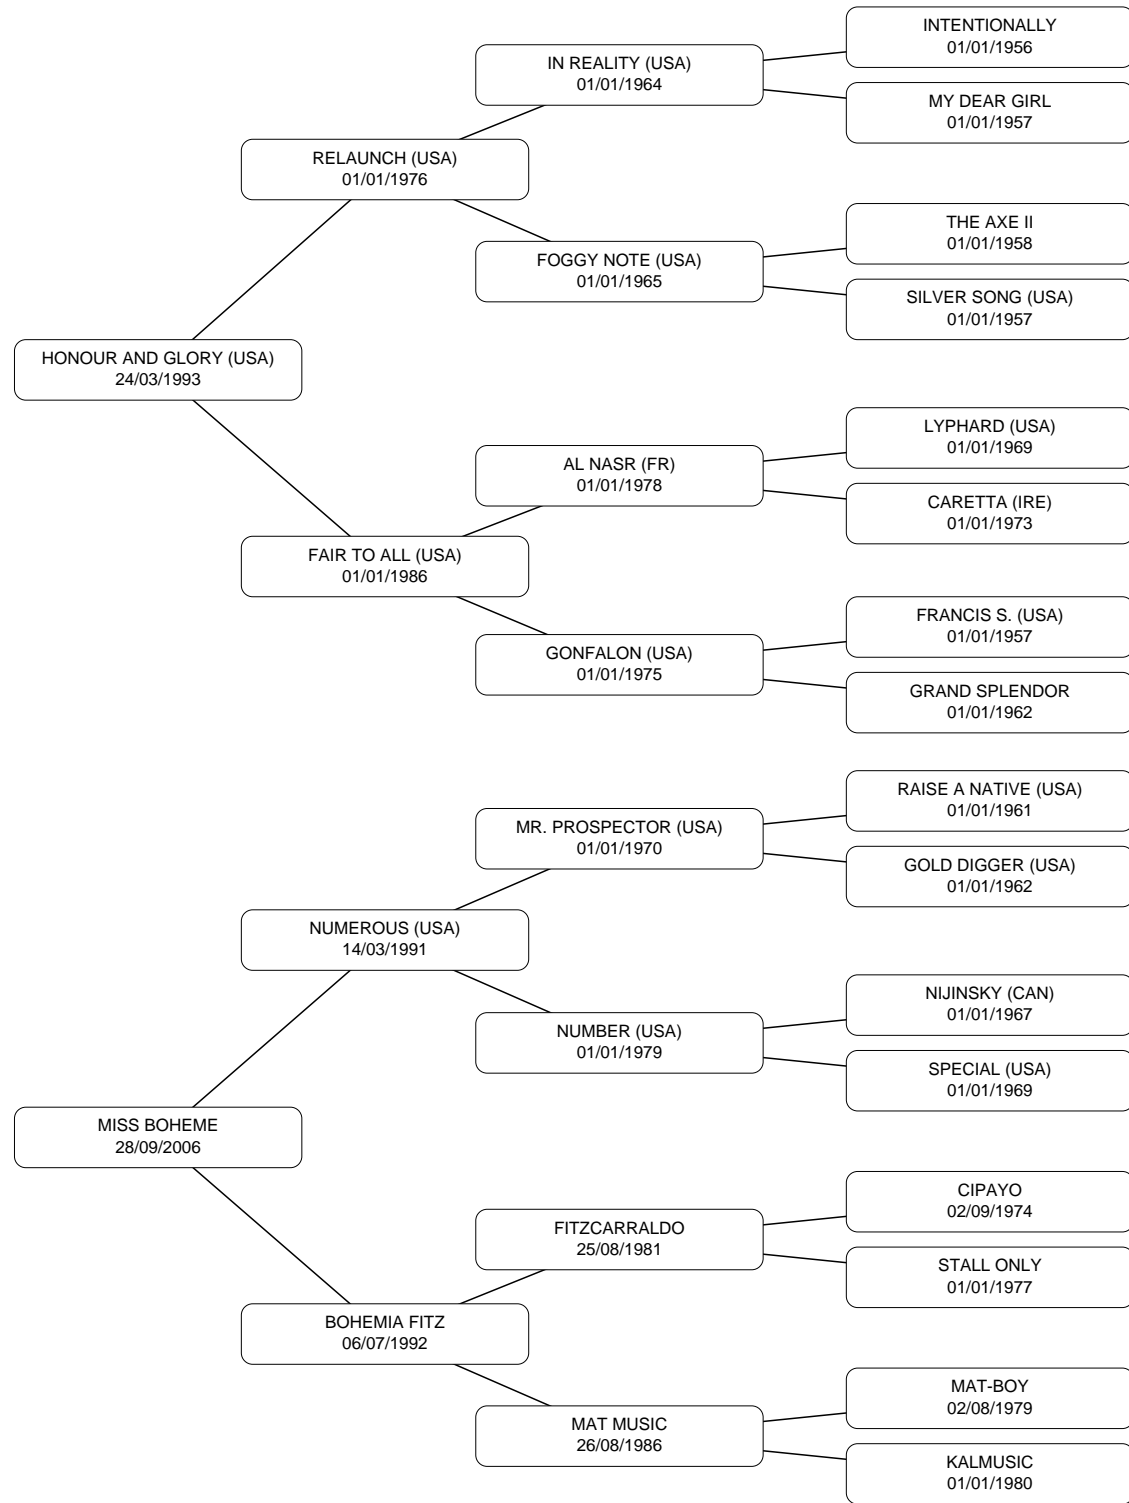 INTENTIONALLY
01/01/1956
IN REALITY (USA)
01/01/1964
MY DEAR GIRL
01/01/1957
RELAUNCH (USA)
01/01/1976
THE AXE II
01/01/1958
FOGGY NOTE (USA)
01/01/1965
SILVER SONG (USA)
01/01/1957
HONOUR AND GLORY (USA)
24/03/1993
LYPHARD (USA)
01/01/1969
AL NASR (FR)
01/01/1978
CARETTA (IRE)
01/01/1973
FAIR TO ALL (USA)
01/01/1986
FRANCIS S. (USA)
01/01/1957
GONFALON (USA)
01/01/1975
GRAND SPLENDOR
01/01/1962
RAISE A NATIVE (USA)
01/01/1961
MR. PROSPECTOR (USA)
01/01/1970
GOLD DIGGER (USA)
01/01/1962
NUMEROUS (USA)
14/03/1991
NIJINSKY (CAN)
01/01/1967
NUMBER (USA)
01/01/1979
SPECIAL (USA)
01/01/1969
MISS BOHEME
28/09/2006
CIPAYO
02/09/1974
FITZCARRALDO
25/08/1981
STALL ONLY
01/01/1977
BOHEMIA FITZ
06/07/1992
MAT-BOY
02/08/1979
MAT MUSIC
26/08/1986
KALMUSIC
01/01/1980